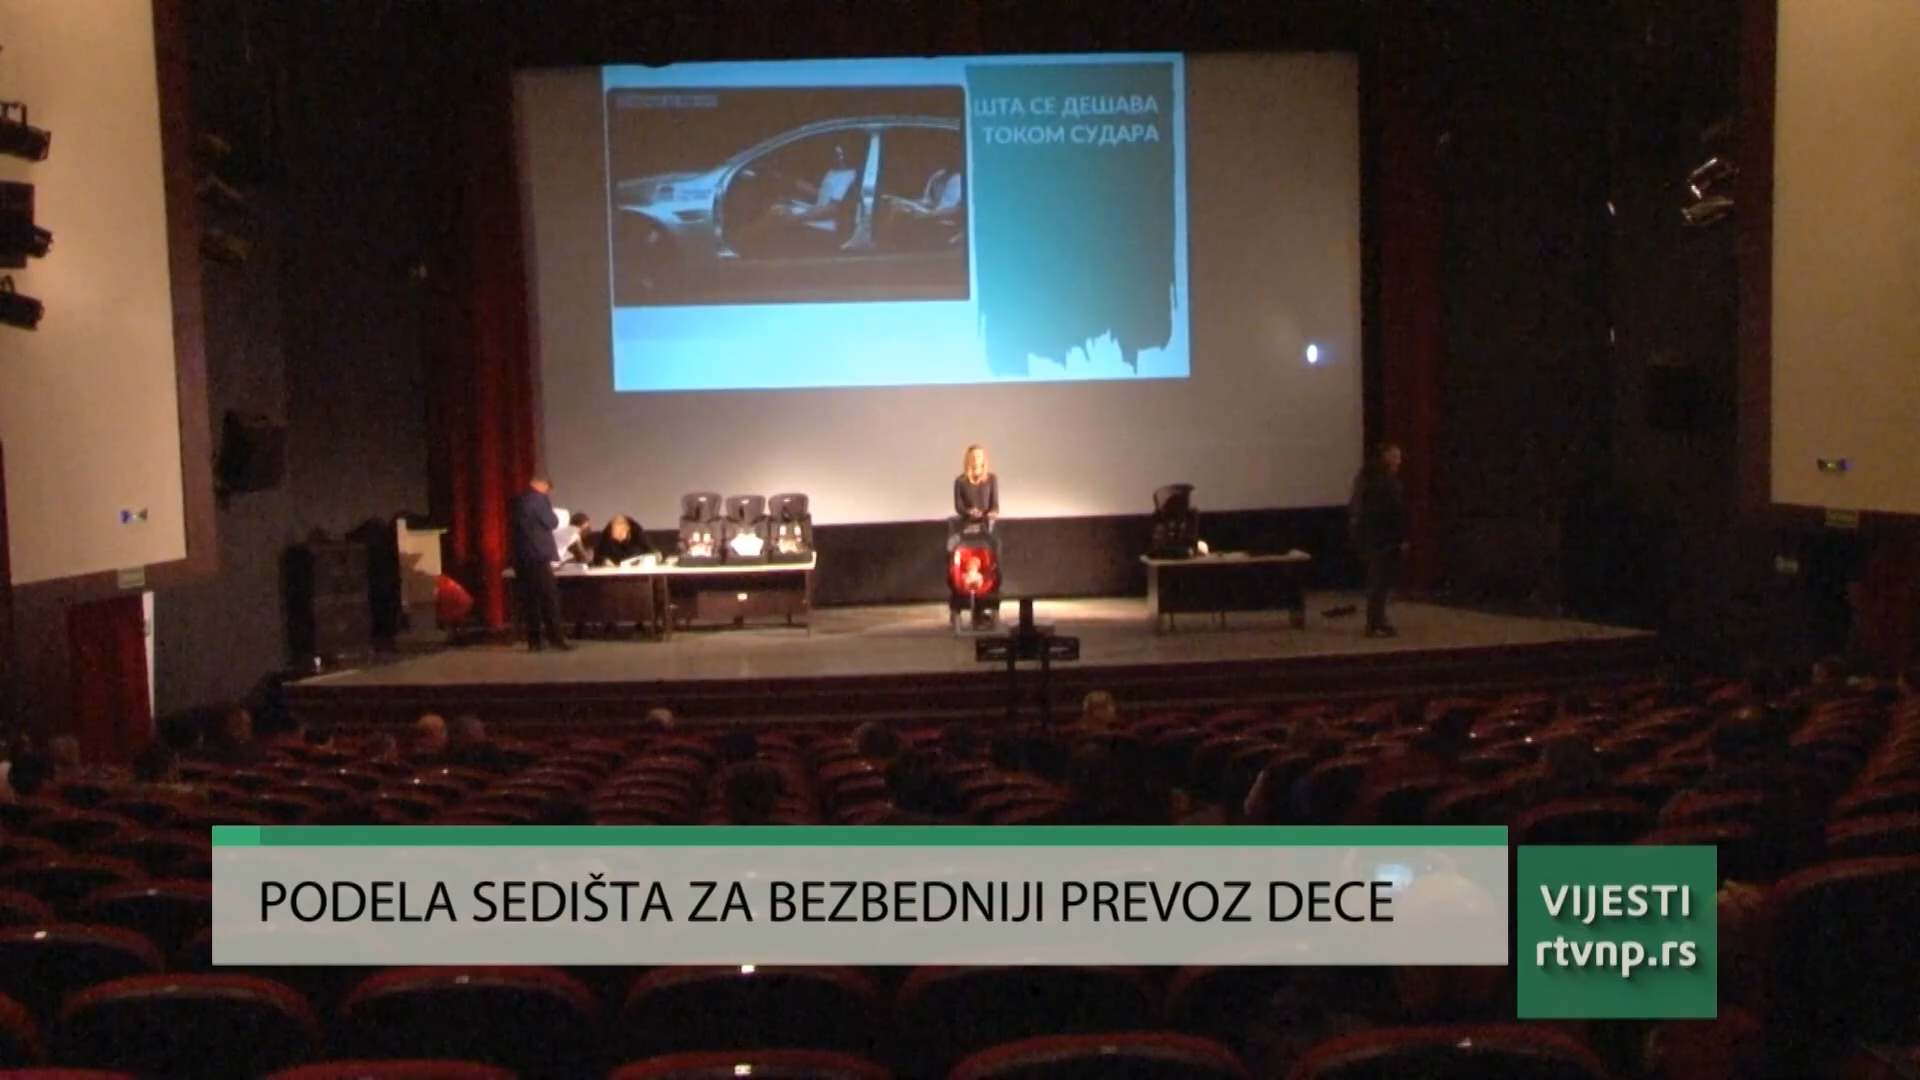 ШТА СЕ ДЕШАВА
ТОКОМ СУДАРА
PODELA SEDIŠTA ZA BEZBEDNIJI PREVOZ DECE
VIJESTI
rtvnp.rs